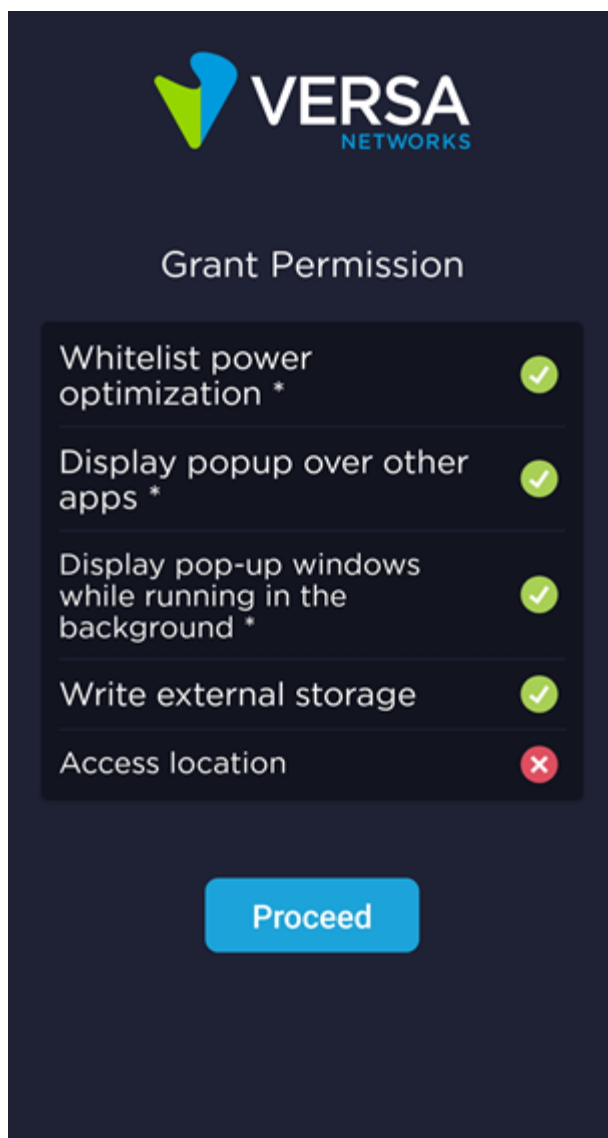 VERSA
NETWORKS
Grant Permission
Whitelist power
optimization *
Display popup over other
apps *
Display pop-up windows
while running in the
background *
Write external storage
Access location
Proceed